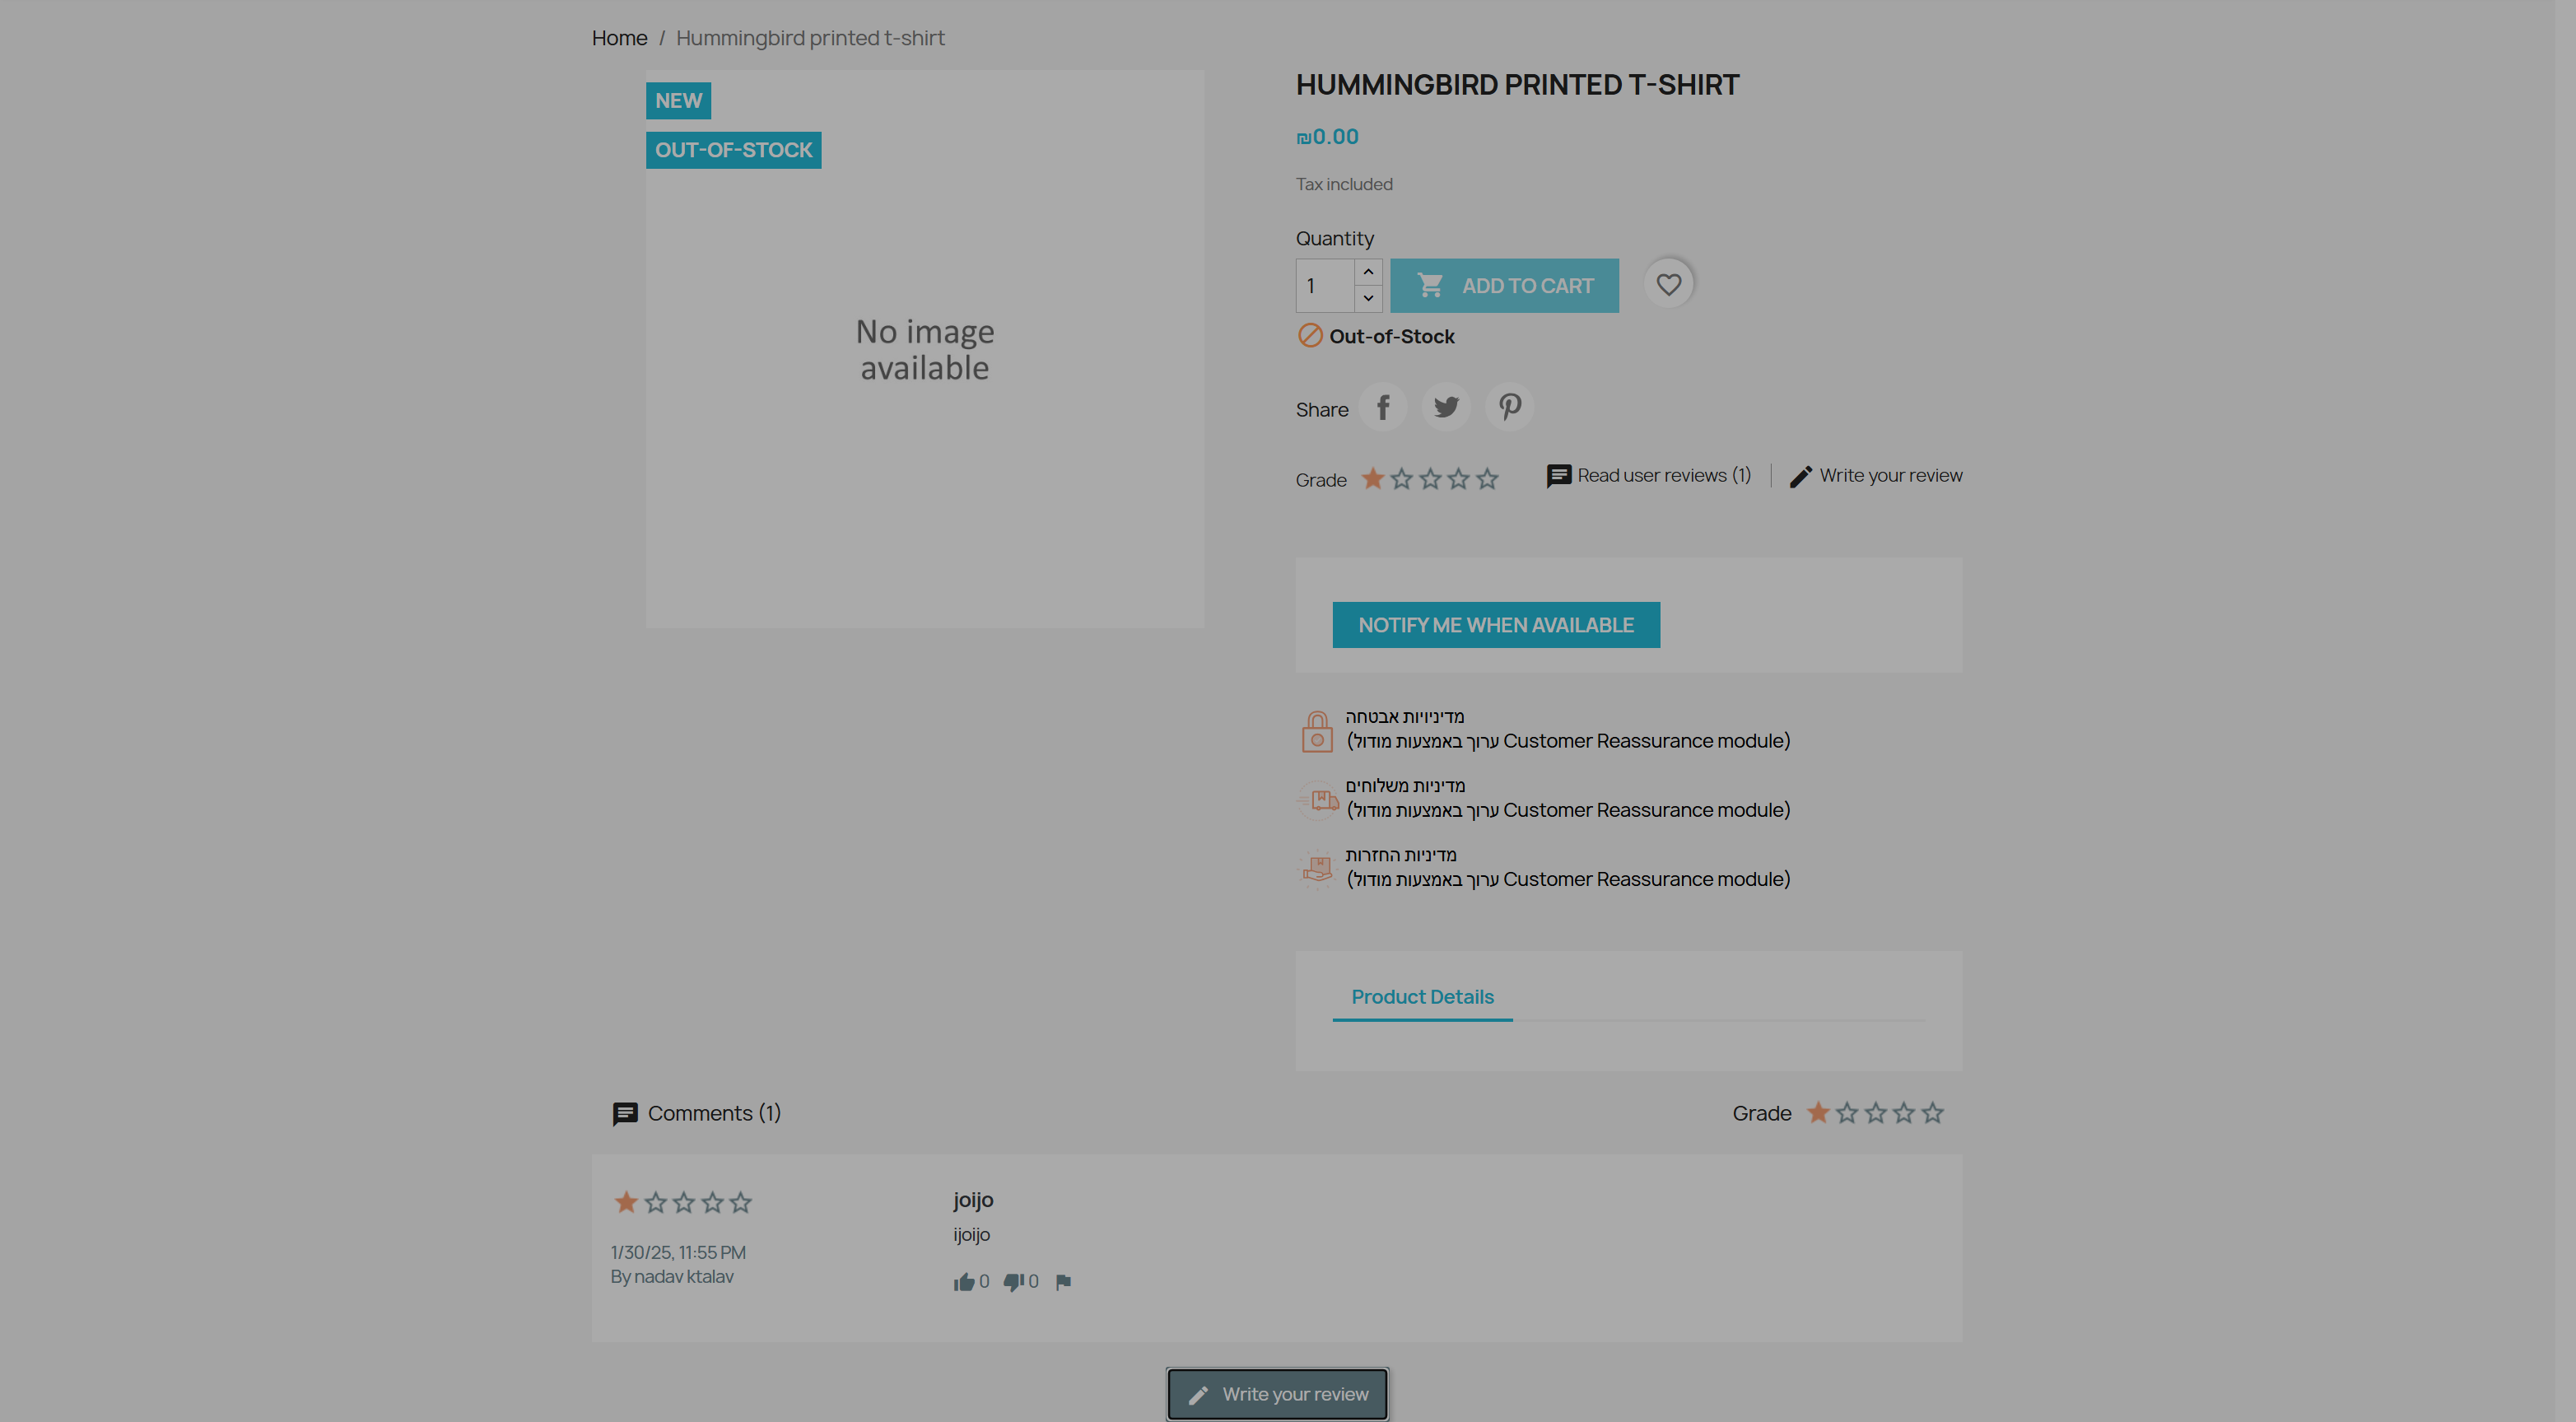 Home / Hummingbird printed t-shirt
NEW
OUT-OF-STOCK
No image
available
HUMMINGBIRD PRINTED T-SHIRT
₪0.00
Tax included
Quantity
1
ADD TO CART
Out-of-Stock
Share
Grade
Read user reviews (1)
Write your review
NOTIFY ME WHEN AVAILABLE
מדיניויות אבטחה
(ערוך באמצעות מודול Customer Reassurance module)
מדיניות משלוחים
(ערוך באמצעות מודול Customer Reassurance module)
מדיניות החזרות
(ערוך באמצעות מודול Customer Reassurance module)
Product Details
Comments (1)
Grade
1/30/25, 11:55 PM
By nadav ktalav
joijo
ijoijo
0 0
Write your review